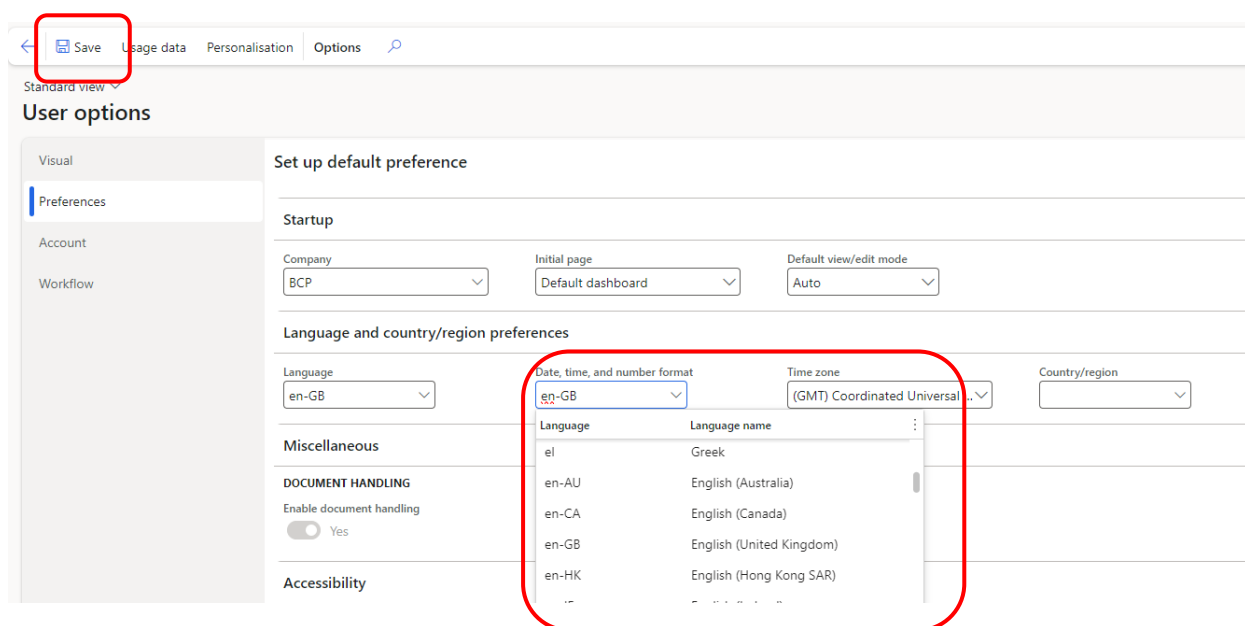 Save Usage data Personalisation Options
Standard view
User options
Visual
Preferences
Account
Workflow
Set up default preference
Startup
Company Initial page Default view/edit mode
BCP Default dashboard Auto
Language and country/region preferences
Language Date, time, and number format Time zone Country/region
en-GB en-GB (GMT) Coordinated Universal ...
Language Language name
el Greek
en-AU English (Australia)
en-CA English (Canada)
en-GB English (United Kingdom)
en-HK English (Hong Kong SAR)
Miscellaneous
DOCUMENT HANDLING
Enable document handling
Yes
Accessibility